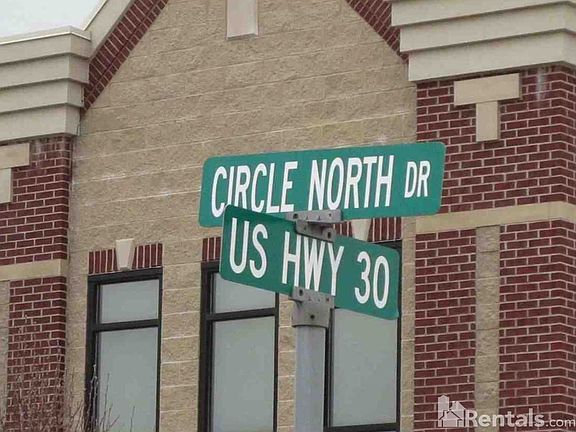 CIRCLE NORTH DR
US HWY 30
Rentals.com